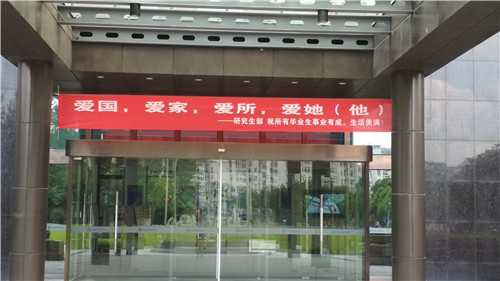 爱国，爱家，爱所，爱她（他）
——研究生部 祝所有毕业生事业有成，生活美满！